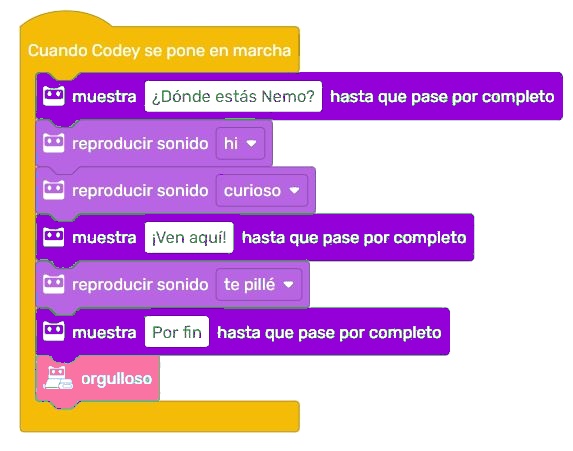 Cuando Codey se pone en marcha
muestra ¿Dónde estás Nemo? hasta que pase por completo
reproducir sonido hi
reproducir sonido curioso
muestra ¡Ven aquí! hasta que pase por completo
reproducir sonido te pillé
muestra Por fin hasta que pase por completo
orgulloso